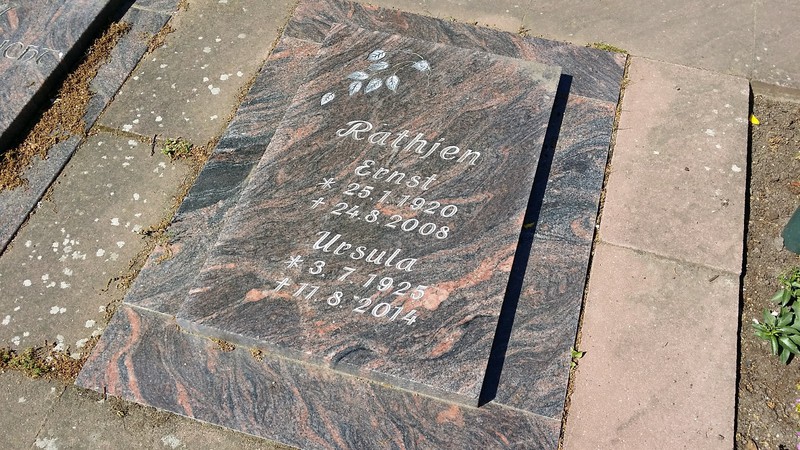 Rathjen
Ernst
* 25.1.1920
† 24.8.2008
Ursula
* 3. 7.1925
† 11. 8.2014